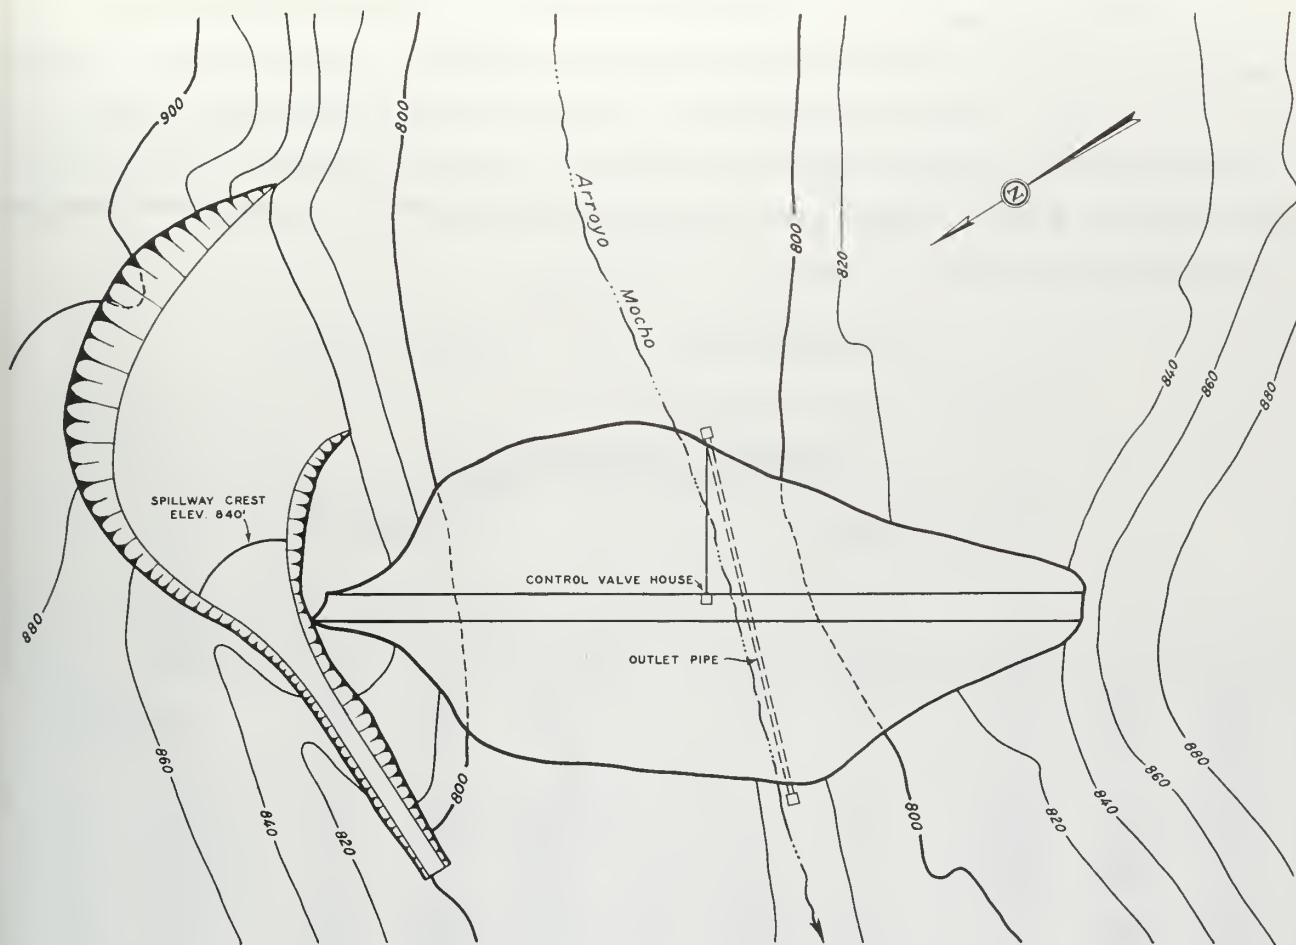 900
800
Arroyo
Mocho
800
820
N
840
860
880
SPILLWAY CREST
ELEV. 840'
CONTROL VALVE HOUSE
OUTLET PIPE
880
860
840
820
800
800
820
840
860
880